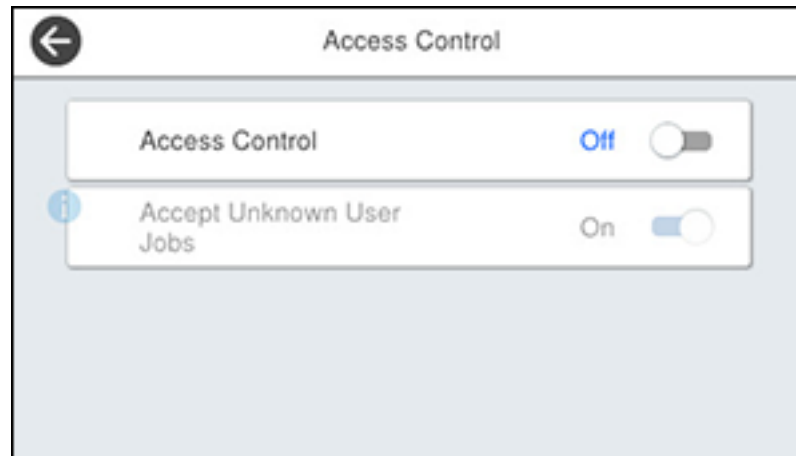 Access Control
Access Control Off
Accept Unknown User
Jobs
On